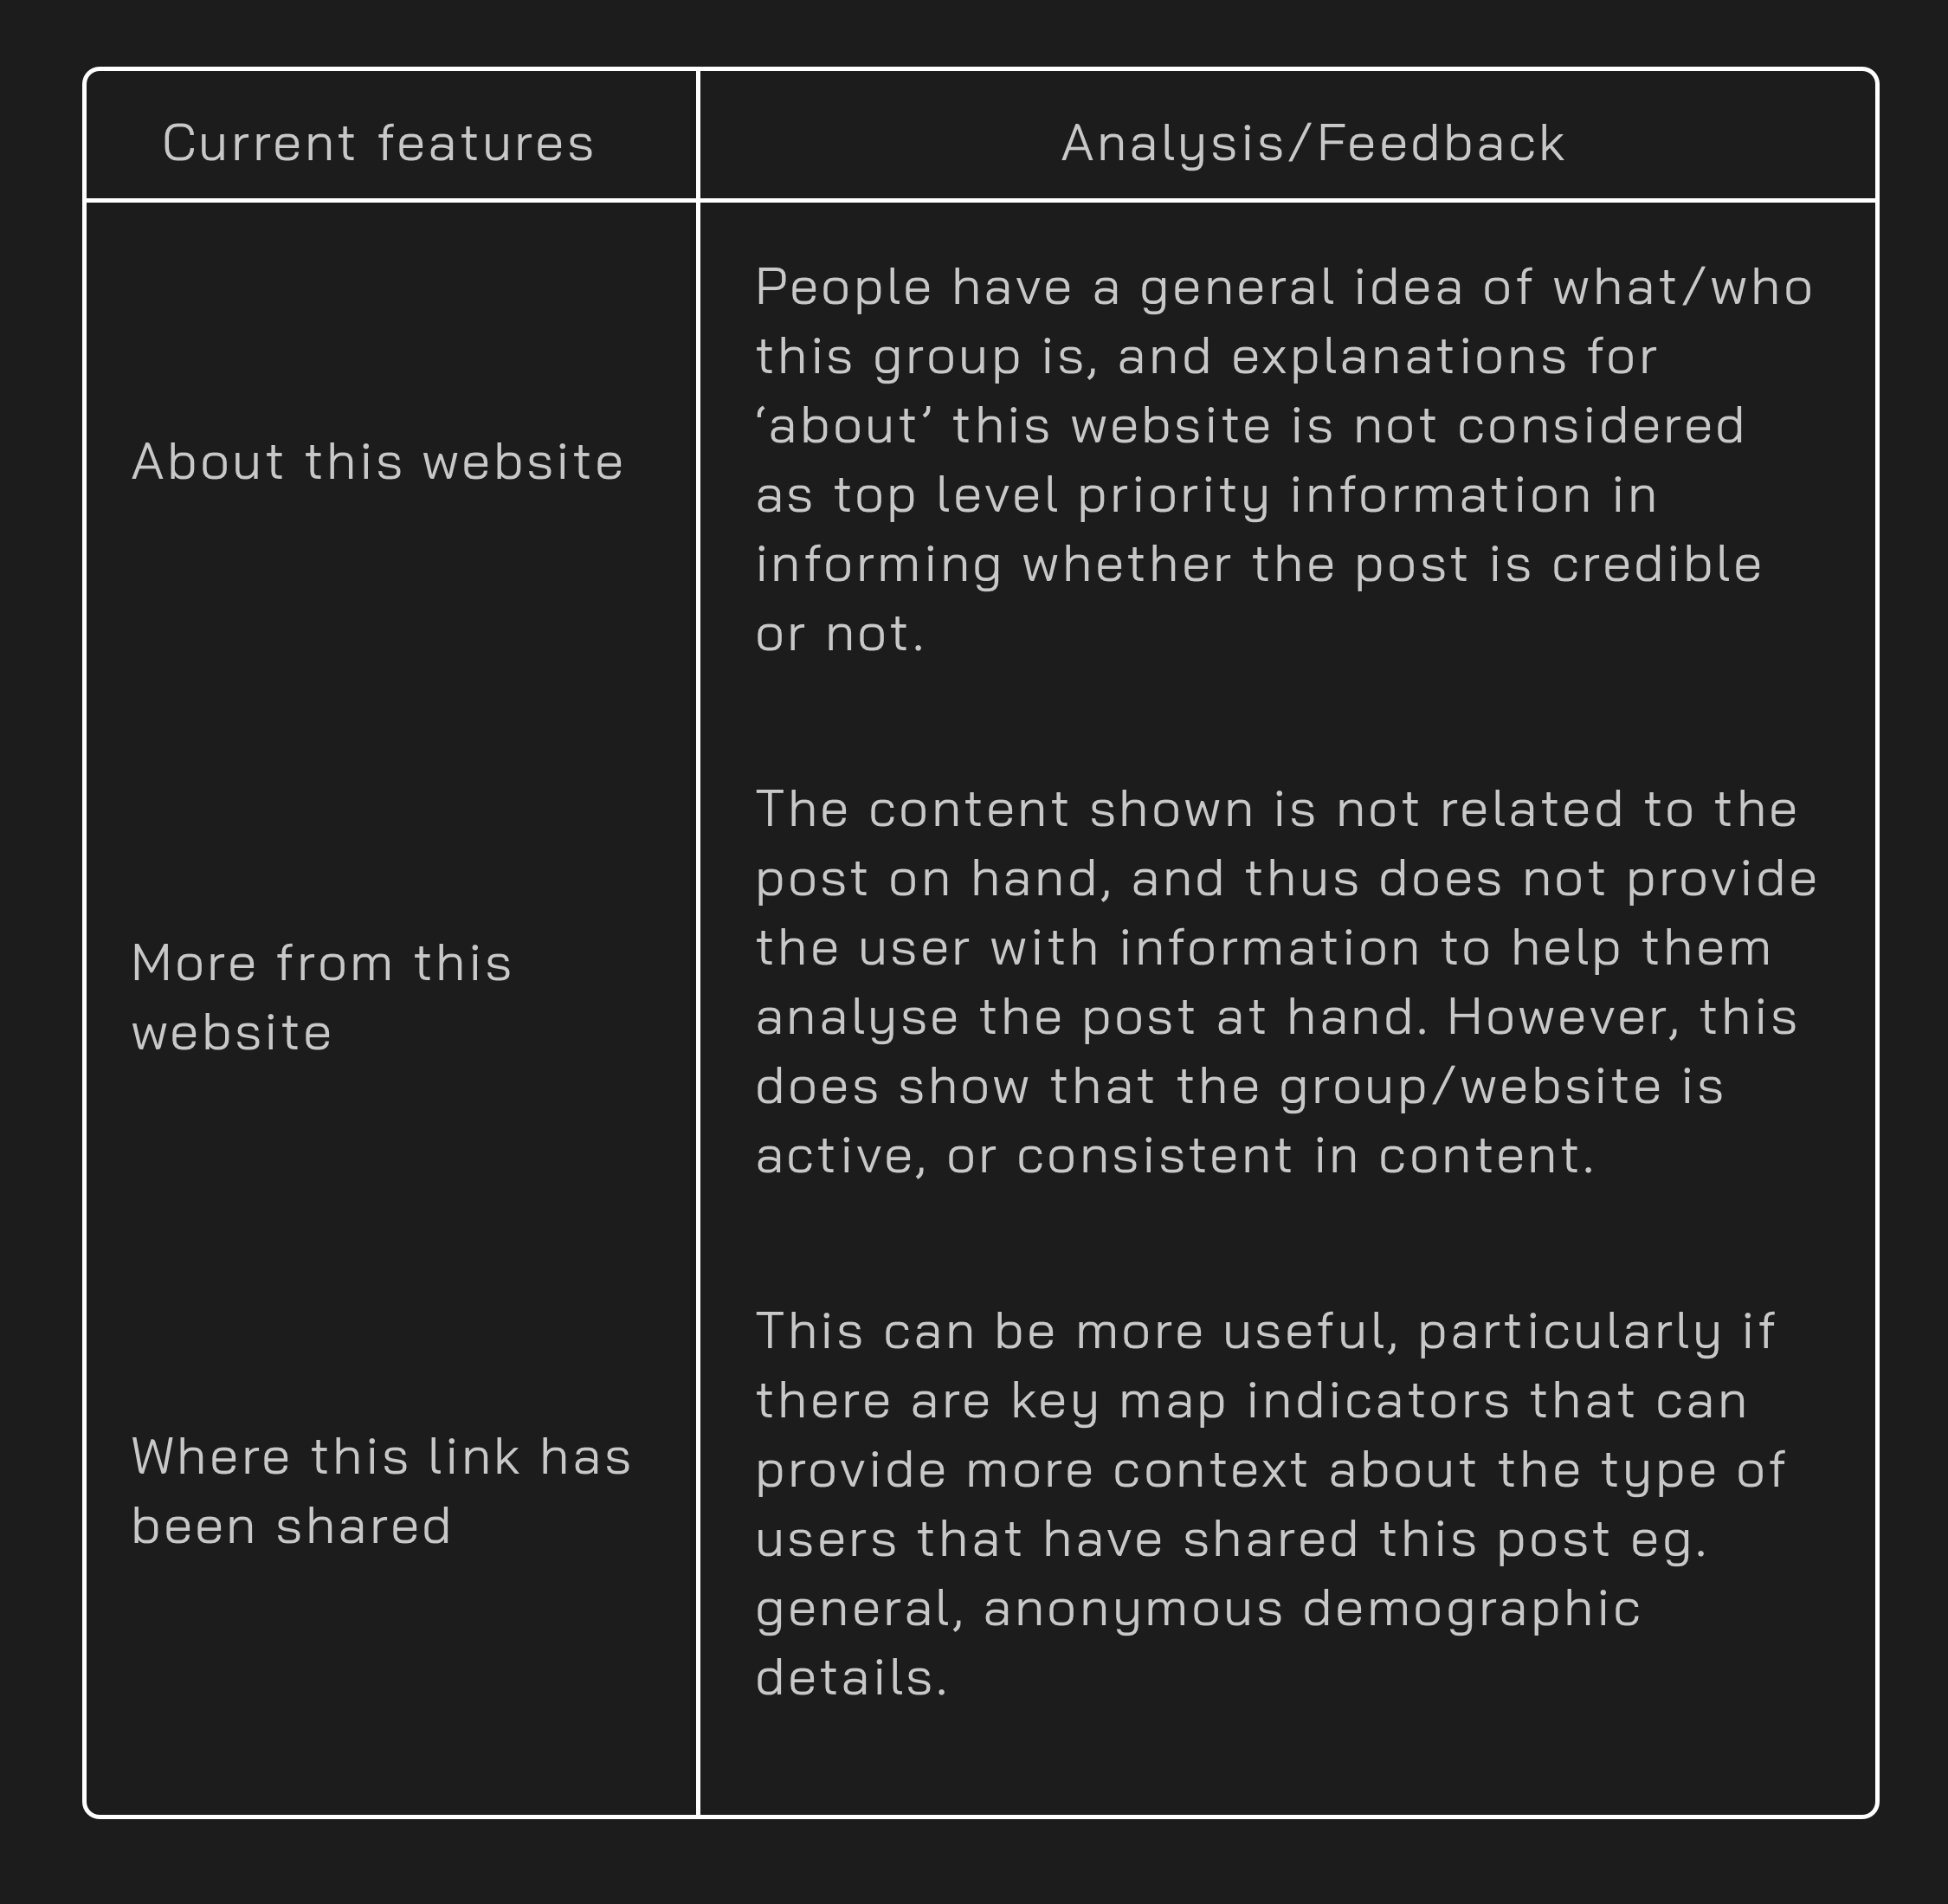 Current features
Analysis/Feedback
About this website
People have a general idea of what/who
this group is, and explanations for
‘about’ this website is not considered
as top level priority information in
informing whether the post is credible
or not.
More from this
website
The content shown is not related to the
post on hand, and thus does not provide
the user with information to help them
analyse the post at hand. However, this
does show that the group/website is
active, or consistent in content.
Where this link has
been shared
This can be more useful, particularly if
there are key map indicators that can
provide more context about the type of
users that have shared this post eg.
general, anonymous demographic
details.